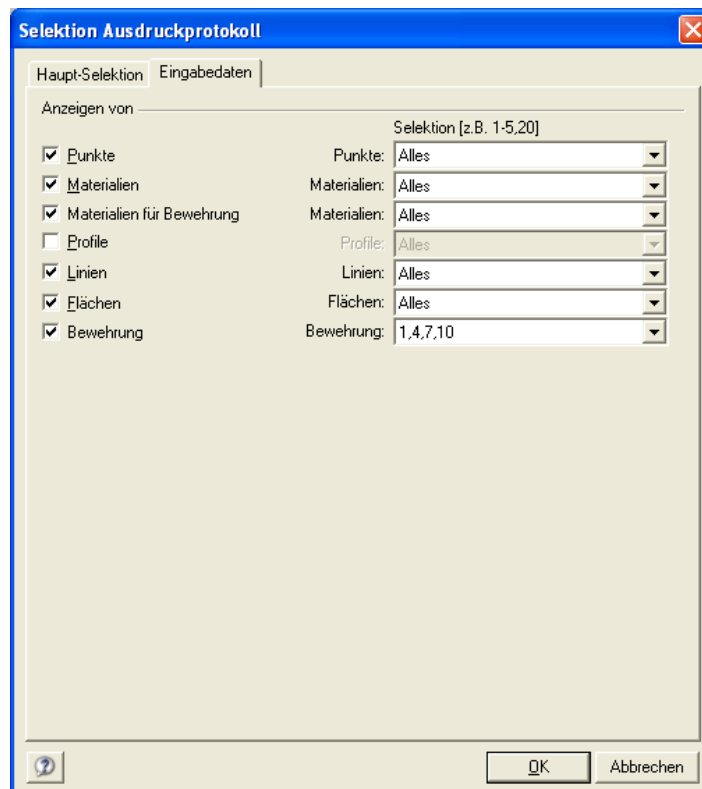 Selektion Ausdruckprotokoll
Haupt-Selektion Eingabedaten
Anzeigen von
Selektion [z.B. 1-5,20]
Punkte Punkte: Alles
Materialien Materialien: Alles
Materialien für Bewehrung Materialien: Alles
Profile Profile: Alles
Linien Linien: Alles
Flächen Flächen: Alles
Bewehrung Bewehrung: 1,4,7,10
OK Abbrechen